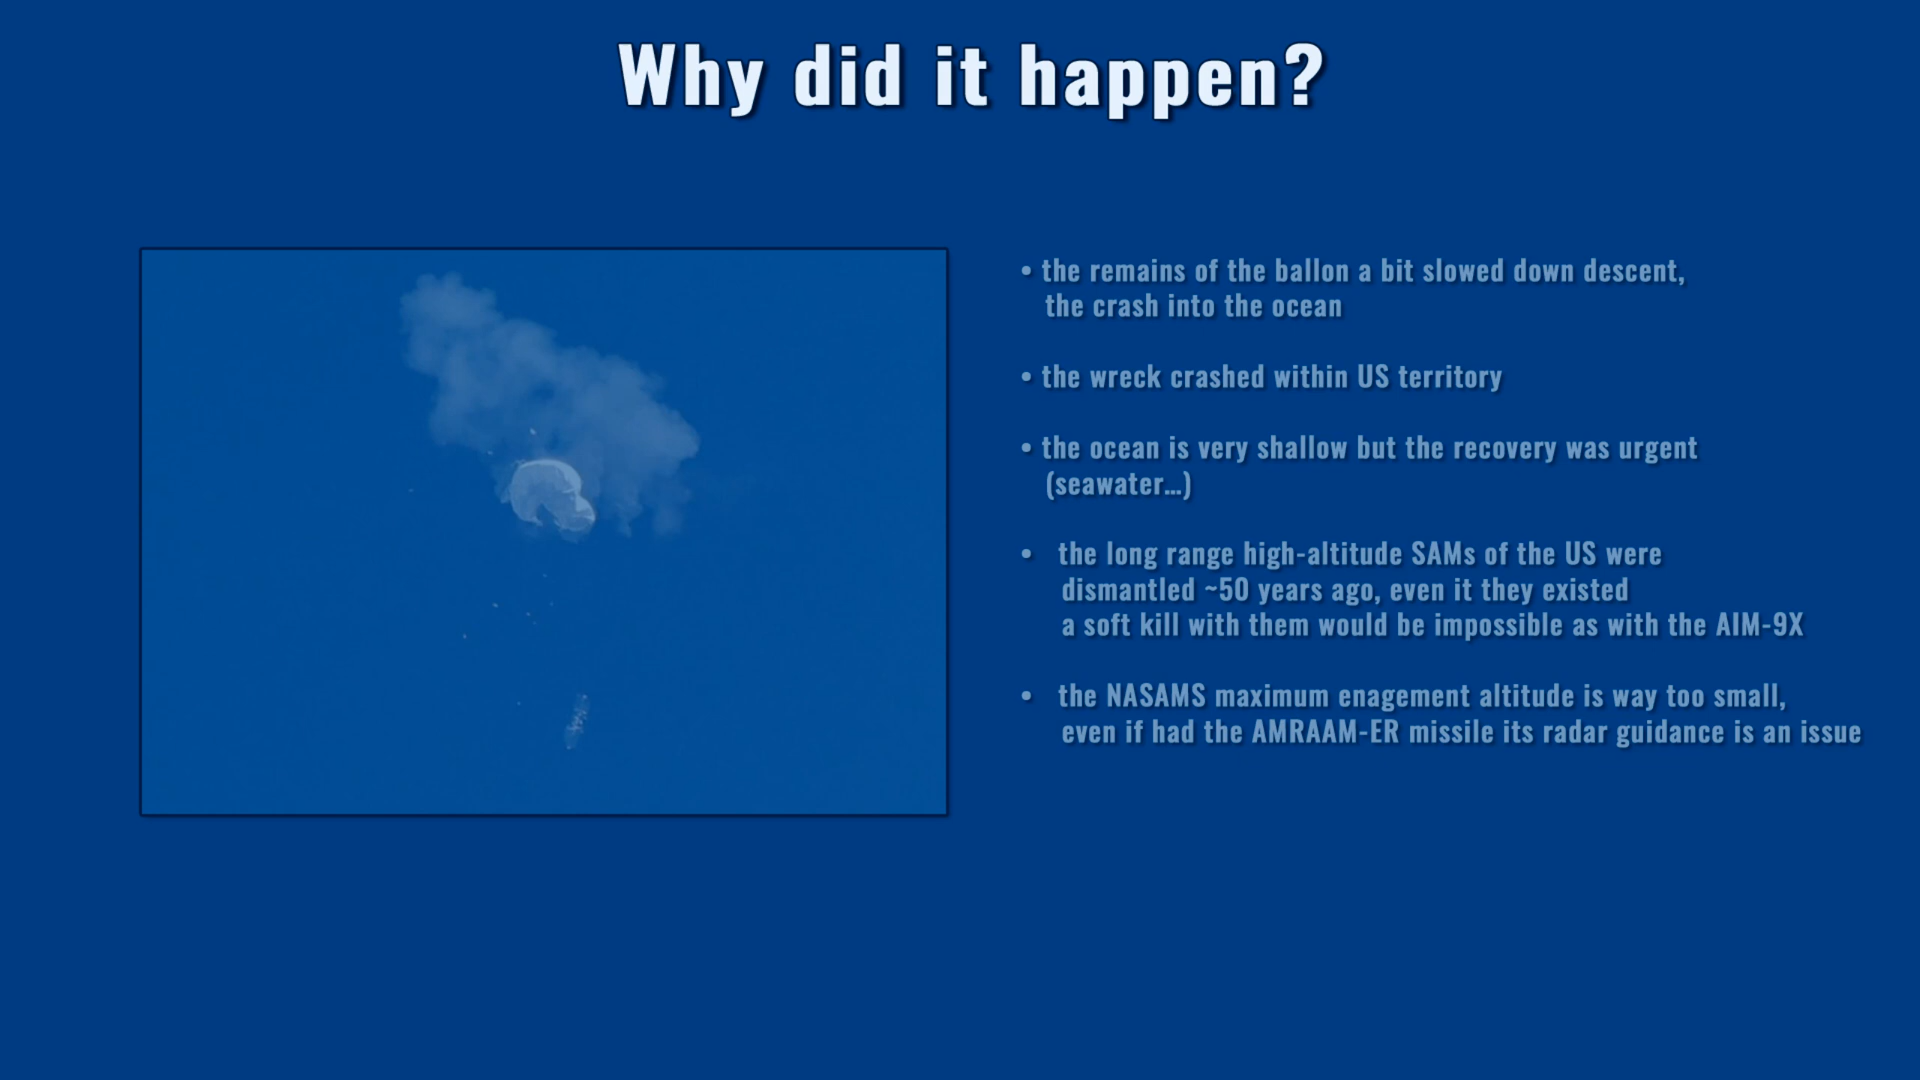 Why did it happen?
• the remains of the ballon a bit slowed down descent,
the crash into the ocean
• the wreck crashed within US territory
• the ocean is very shallow but the recovery was urgent
(seawater...)
• the long range high-altitude SAMs of the US were
dismantled ~50 years ago, even it they existed
a soft kill with them would be impossible as with the AIM-9X
• the NASAMS maximum enagement altitude is way too small,
even if had the AMRAAM-ER missile its radar guidance is an issue